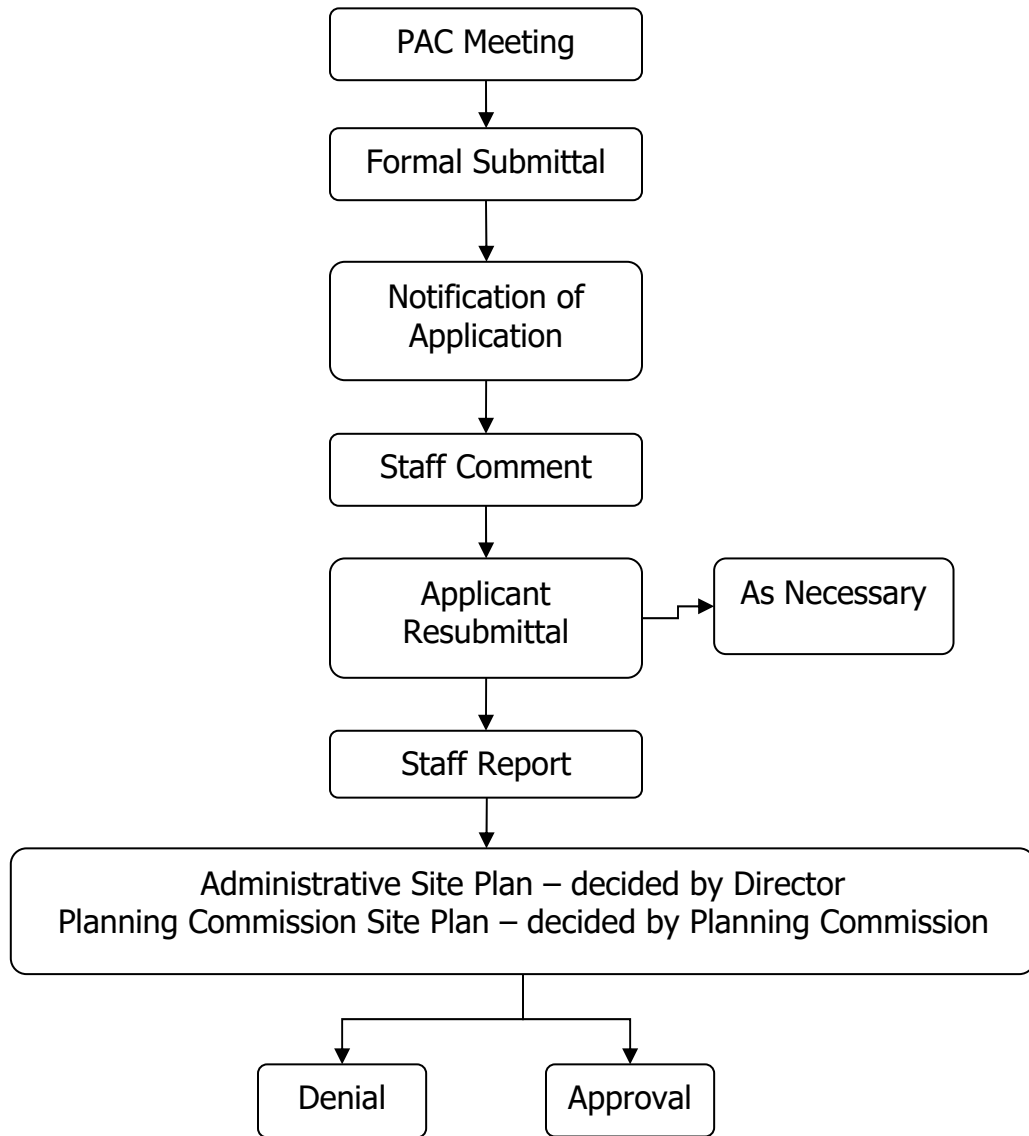 PAC Meeting
Formal Submittal
Notification of
Application
Staff Comment
Applicant
Resubmittal
As Necessary
Staff Report
Administrative Site Plan – decided by Director
Planning Commission Site Plan – decided by Planning Commission
Denial
Approval